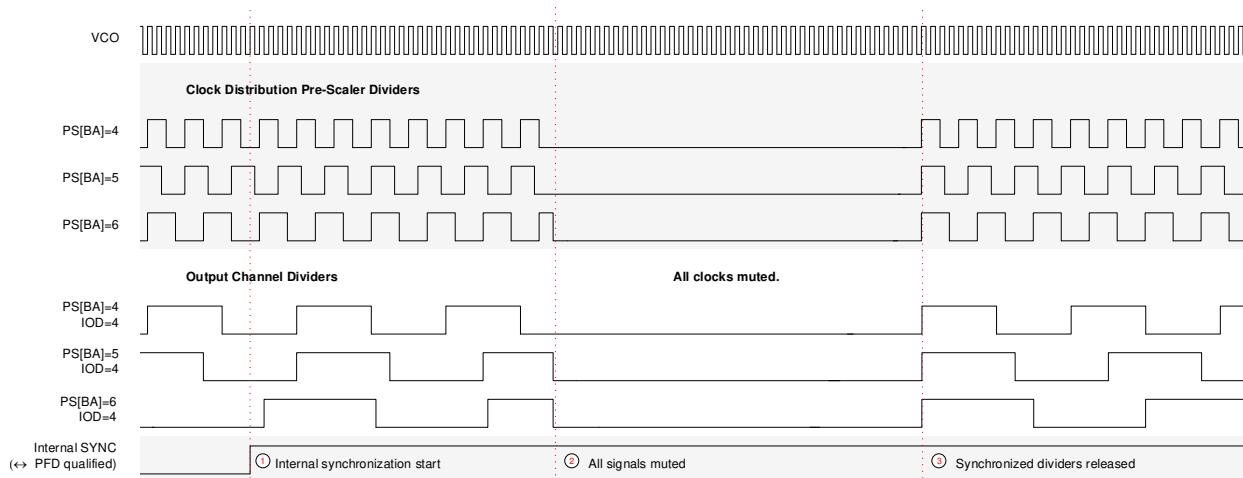 VCO
Clock Distribution Pre-Scaler Dividers
PS[BA]=4
PS[BA]=5
PS[BA]=6
Output Channel Dividers
All clocks muted.
PS[BA]=4
IOD=4
PS[BA]=5
IOD=4
PS[BA]=6
IOD=4
Internal SYNC
(↔ PFD qualified)
1 Internal synchronization start
2 All signals muted
3 Synchronized dividers released